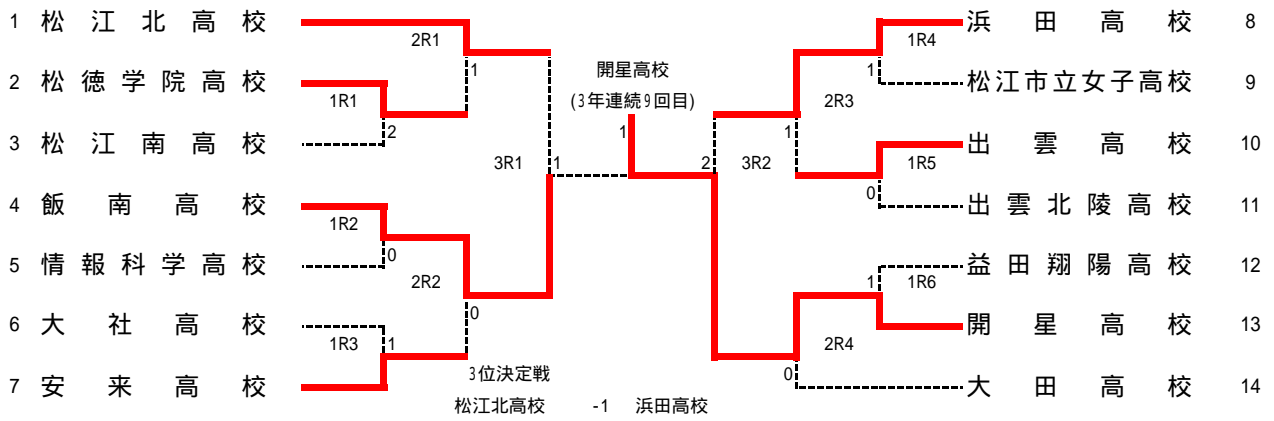 1 松江北高校
2 松徳学院高校
3 松江南高校
4 飯南高校
5 情報科学高校
6 大社高校
7 安来高校
2R1
1
1R1
2
3R1
1
1R2
0
2R2
0
1R3
1
開星高校
(3年連続9回目)
1
3位決定戦
松江北高校 -1 浜田高校
浜田高校 8
松江市立女子高校 9
出雲高校 10
出雲北陵高校 11
益田翔陽高校 12
開星高校 13
大田高校 14
1R4
1
2R3
1
3R2
2
1R5
0
1R6
1
2R4
0